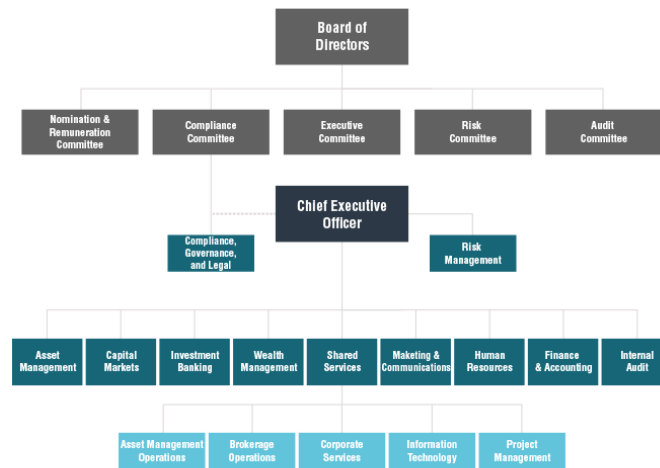 Board of
Directors
Nomination &
Remuneration
Committee
Compliance
Committee
Executive
Committee
Risk
Committee
Audit
Committee
Chief Executive
Officer
Compliance,
Governance,
and Legal
Risk
Management
Asset
Management
Capital
Markets
Investment
Banking
Wealth
Management
Shared
Services
Maketing &
Communications
Human
Resources
Finance
& Accounting
Internal
Audit
Asset Management
Operations
Brokerage
Operations
Corporate
Services
Information
Technology
Project
Management